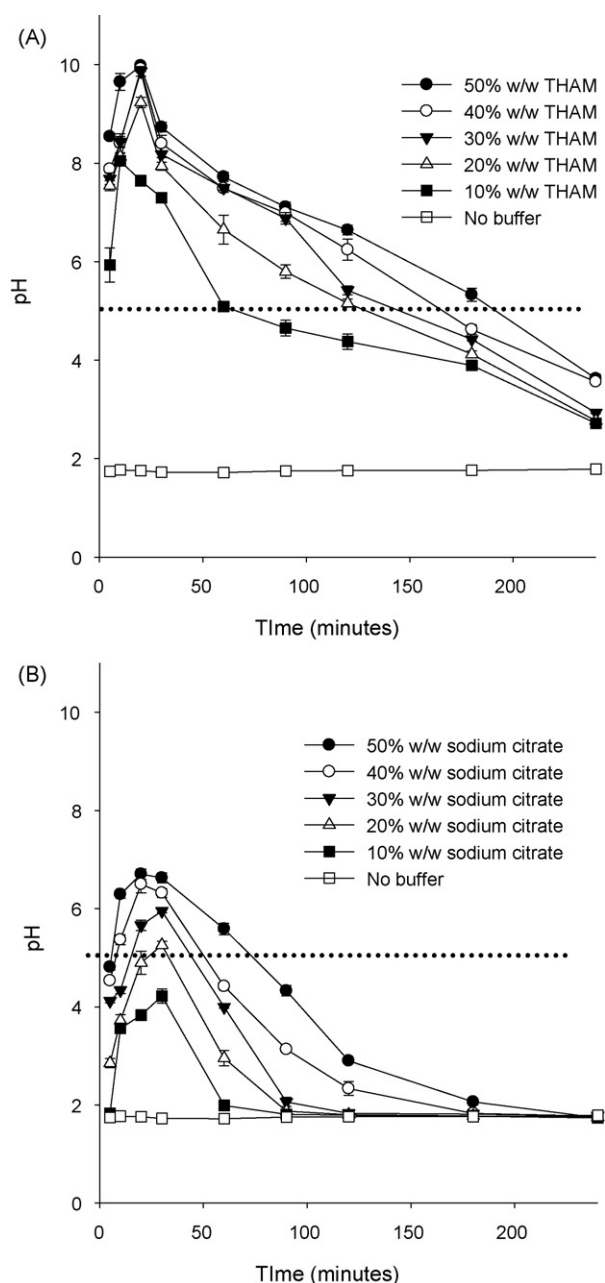 (A)
10
8
6
4
2
0
pH
50% w/w THAM
40% w/w THAM
30% w/w THAM
20% w/w THAM
10% w/w THAM
No buffer
0 50 100 150 200
TIme (minutes)
(B)
10
8
6
4
2
0
pH
50% w/w sodium citrate
40% w/w sodium citrate
30% w/w sodium citrate
20% w/w sodium citrate
10% w/w sodium citrate
No buffer
0 50 100 150 200
TIme (minutes)